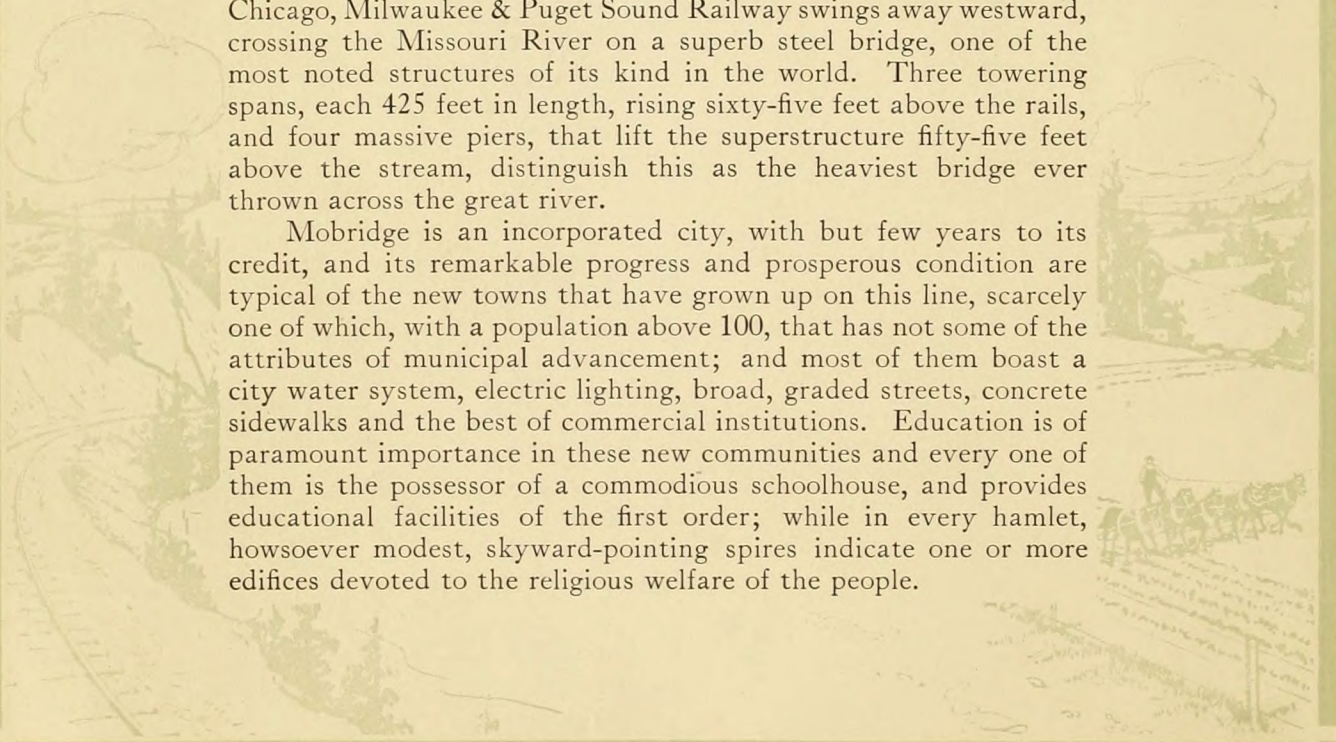 Chicago, Milwaukee & Puget Sound Railway swings away westward,
crossing the Missouri River on a superb steel bridge, one of the
most noted structures of its kind in the world. Three towering
spans, each 425 feet in length, rising sixty-five feet above the rails,
and four massive piers, that lift the superstructure fifty-five feet
above the stream, distinguish this as the heaviest bridge ever
thrown across the great river.
Mobridge is an incorporated city, with but few years to its
credit, and its remarkable progress and prosperous condition are
typical of the new towns that have grown up on this line, scarcely
one of which, with a population above 100, that has not some of the
attributes of municipal advancement; and most of them boast a
city water system, electric lighting, broad, graded streets, concrete
sidewalks and the best of commercial institutions. Education is of
paramount importance in these new communities and every one of
them is the possessor of a commodious schoolhouse, and provides
educational facilities of the first order; while in every hamlet,
howsoever modest, skyward-pointing spires indicate one or more
edifices devoted to the religious welfare of the people.